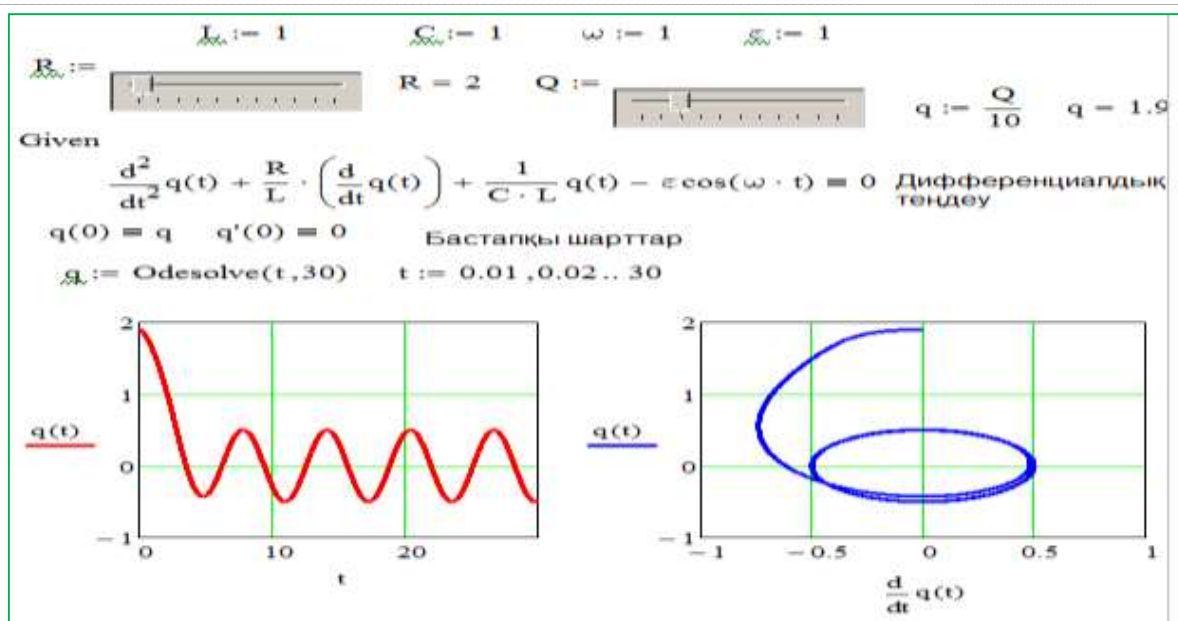 L := 1 C := 1 ω := 1 ε := 1
R := R = 2 Q := q := Q/10 q = 1.9
Given
d²/dt² q(t) + R/L · (d/dt q(t)) + 1/(C · L) q(t) − ε cos(ω · t) = 0 Дифференциалдық
теңдеу
q(0) = q q'(0) = 0 Бастапқы шарттар
q := Odesolve(t,30) t := 0.01 ,0.02 .. 30
2
1
q(t)
0
−1
0 10 20
t
2
1
q(t)
0
−1
−1 −0.5 0 0.5 1
d/dt q(t)